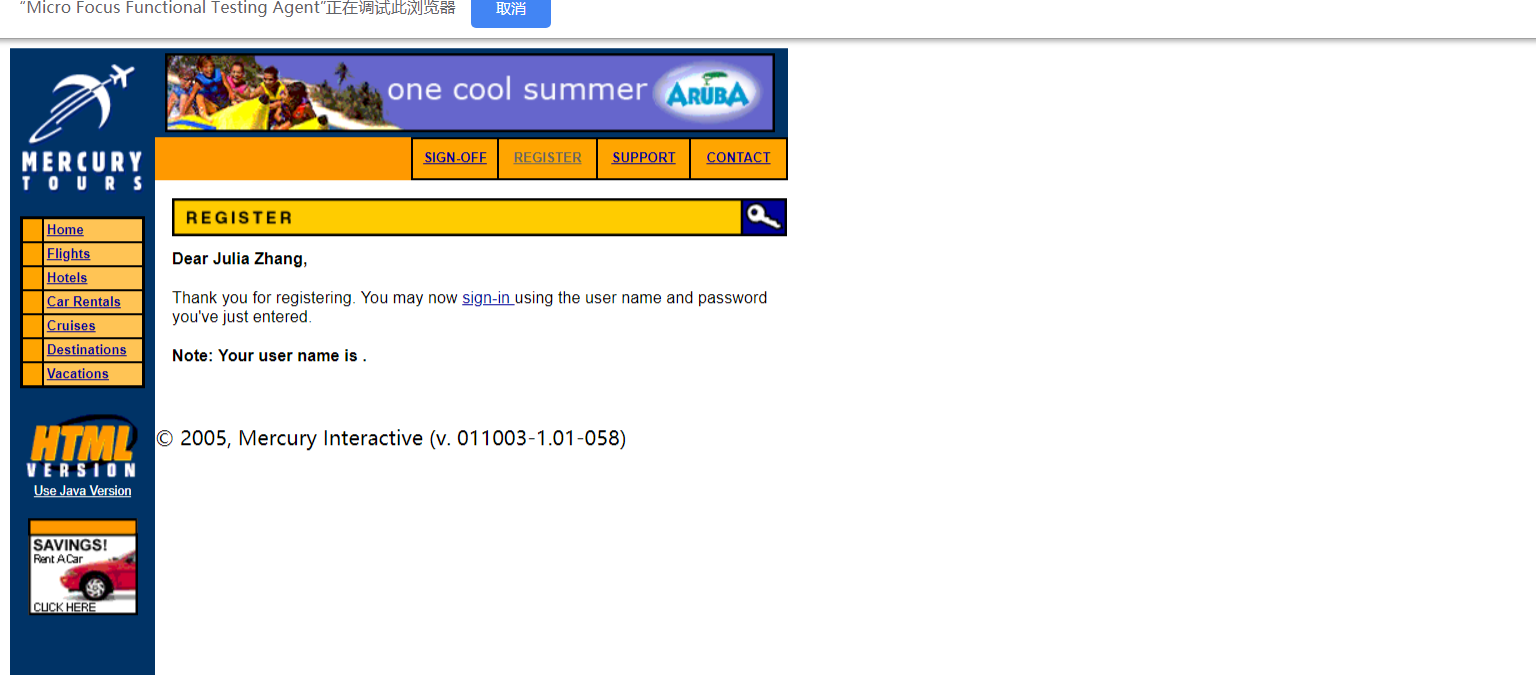 “Micro Focus Functional Testing Agent”正在调试此浏览器 取消
MERCURY
TOURS
one cool summer ARUBA
SIGN-OFF REGISTER SUPPORT CONTACT
REGISTER
Home
Flights
Hotels
Car Rentals
Cruises
Destinations
Vacations
Dear Julia Zhang,
Thank you for registering. You may now sign-in using the user name and password
you've just entered.
Note: Your user name is .
HTML
VERSION
Use Java Version
© 2005, Mercury Interactive (v. 011003-1.01-058)
SAVINGS!
Rent A Car
CLICK HERE